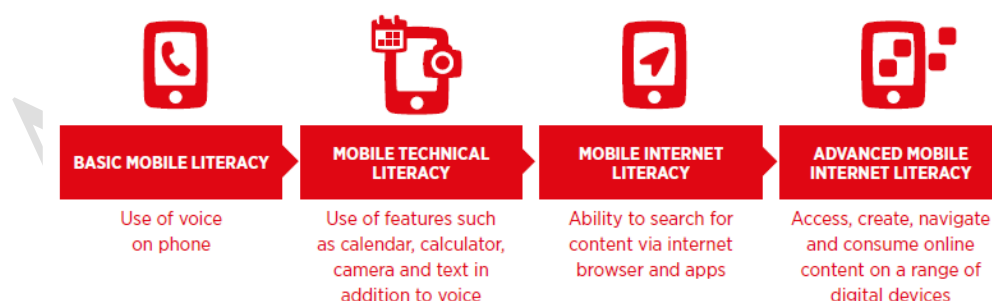 BASIC MOBILE LITERACY
Use of voice
on phone
MOBILE TECHNICAL
LITERACY
Use of features such
as calendar, calculator,
camera and text in
addition to voice
MOBILE INTERNET
LITERACY
Ability to search for
content via internet
browser and apps
ADVANCED MOBILE
INTERNET LITERACY
Access, create, navigate
and consume online
content on a range of
digital devices